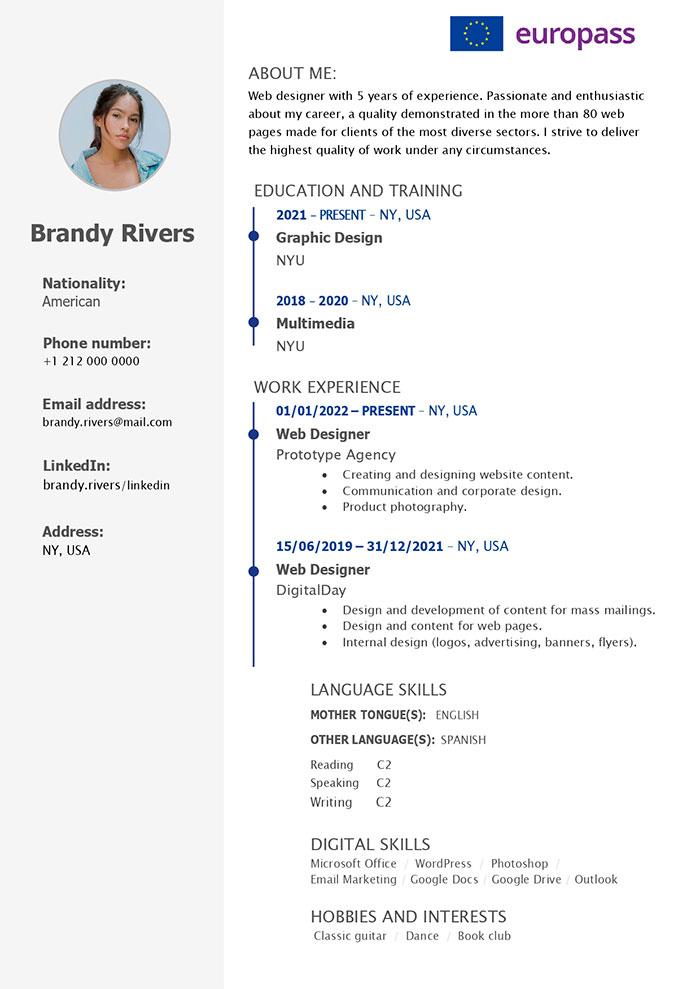 europass
Brandy Rivers
Nationality:
American
Phone number:
+1 212 000 0000
Email address:
brandy.rivers@mail.com
LinkedIn:
brandy.rivers/linkedin
Address:
NY, USA
ABOUT ME:
Web designer with 5 years of experience. Passionate and enthusiastic
about my career, a quality demonstrated in the more than 80 web
pages made for clients of the most diverse sectors. I strive to deliver
the highest quality of work under any circumstances.
EDUCATION AND TRAINING
2021 – PRESENT – NY, USA
Graphic Design
NYU
2018 – 2020 – NY, USA
Multimedia
NYU
WORK EXPERIENCE
01/01/2022 – PRESENT – NY, USA
Web Designer
Prototype Agency
• Creating and designing website content.
• Communication and corporate design.
• Product photography.
15/06/2019 – 31/12/2021 – NY, USA
Web Designer
DigitalDay
• Design and development of content for mass mailings.
• Design and content for web pages.
• Internal design (logos, advertising, banners, flyers).
LANGUAGE SKILLS
MOTHER TONGUE(S): ENGLISH
OTHER LANGUAGE(S): SPANISH
Reading C2
Speaking C2
Writing C2
DIGITAL SKILLS
Microsoft Office / WordPress / Photoshop /
Email Marketing / Google Docs / Google Drive / Outlook
HOBBIES AND INTERESTS
Classic guitar / Dance / Book club